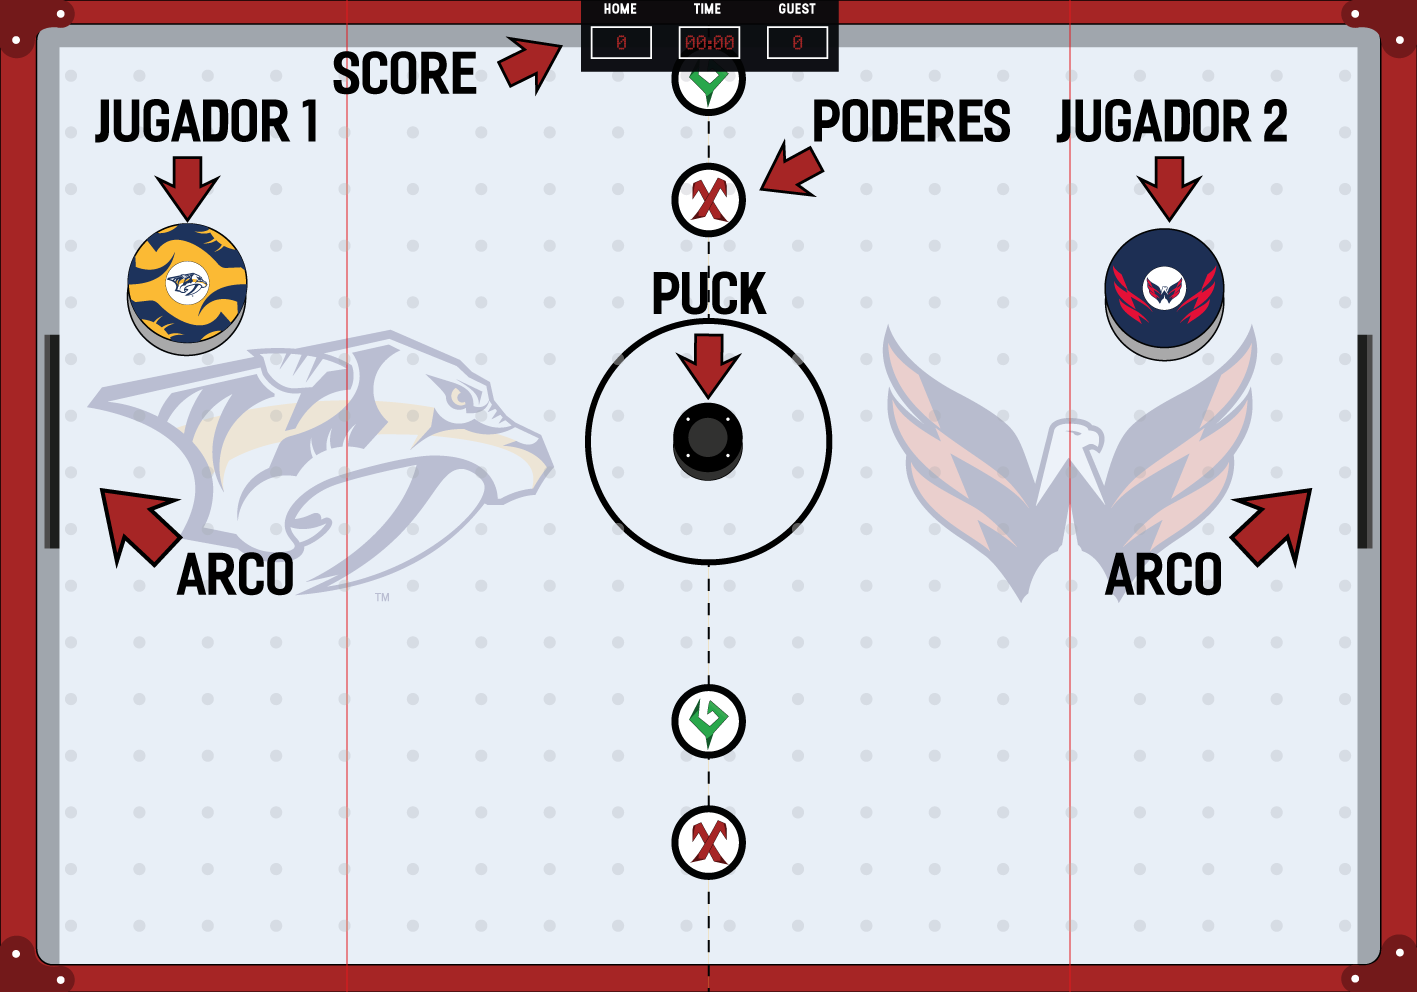 HOME TIME GUEST
0 00:00 0
SCORE
JUGADOR 1
PODERES
JUGADOR 2
PUCK
ARCO
ARCO
TM